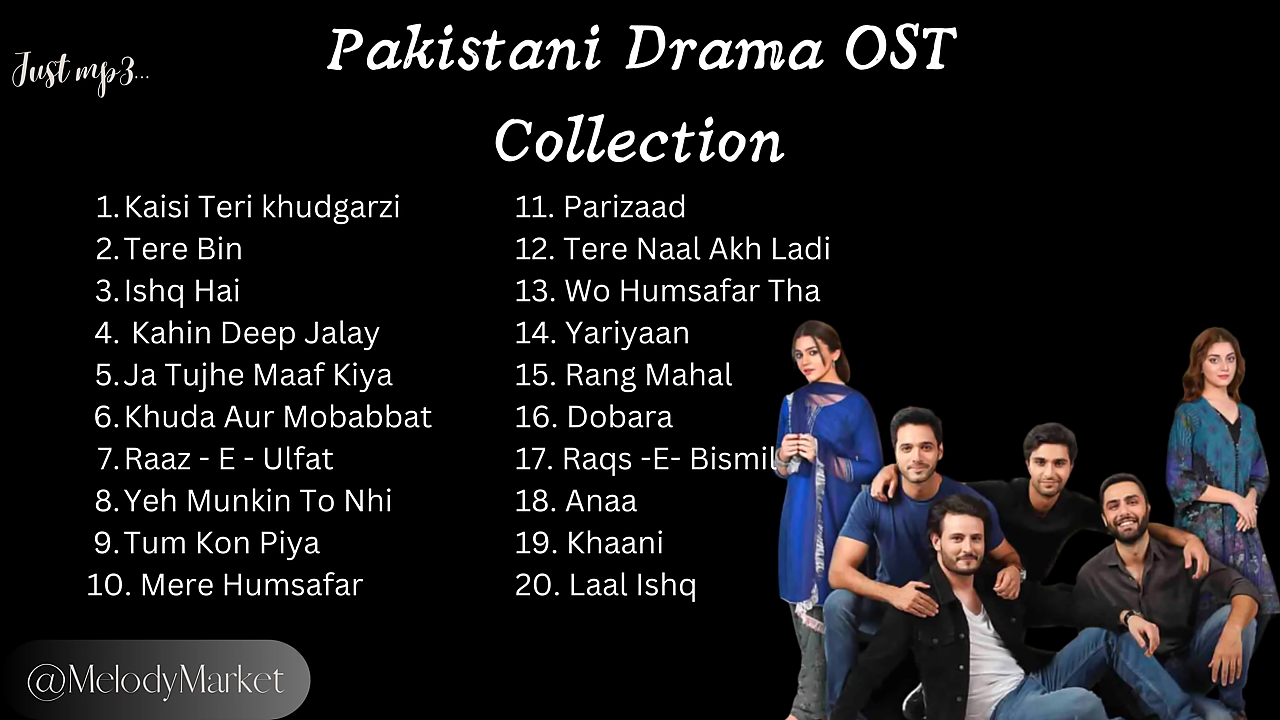 Just mp3...
Pakistani Drama OST
Collection
1. Kaisi Teri khudgarzi
2. Tere Bin
3. Ishq Hai
4. Kahin Deep Jalay
5. Ja Tujhe Maaf Kiya
6. Khuda Aur Mobabbat
7. Raaz - E - Ulfat
8. Yeh Munkin To Nhi
9. Tum Kon Piya
10. Mere Humsafar
11. Parizaad
12. Tere Naal Akh Ladi
13. Wo Humsafar Tha
14. Yariyaan
15. Rang Mahal
16. Dobara
17. Raqs -E- Bismil
18. Anaa
19. Khaani
20. Laal Ishq
@MelodyMarket